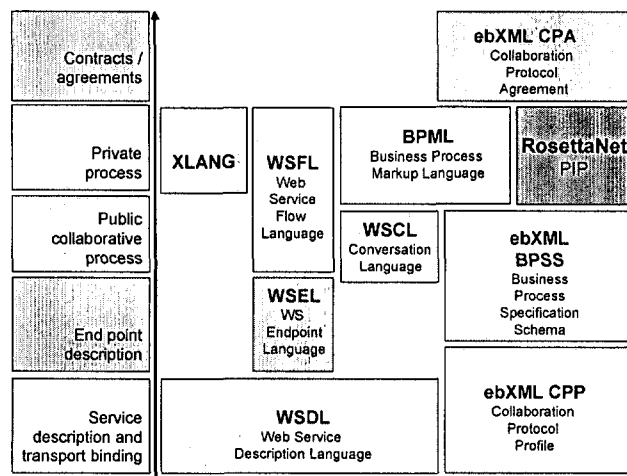 Contracts /
agreements
ebXML CPA
Collaboration
Protocol
Agreement
Private
process
XLANG
WSFL
Web
Service
Flow
Language
BPML
Business Process
Markup Language
RosettaNet
PIP
Public
collaborative
process
WSCL
Conversation
Language
ebXML
BPSS
Business
Process
Specification
Schema
End point
description
WSEL
WS
Endpoint
Language
Service
description and
transport binding
WSDL
Web Service
Description Language
ebXML CPP
Collaboration
Protocol
Profile